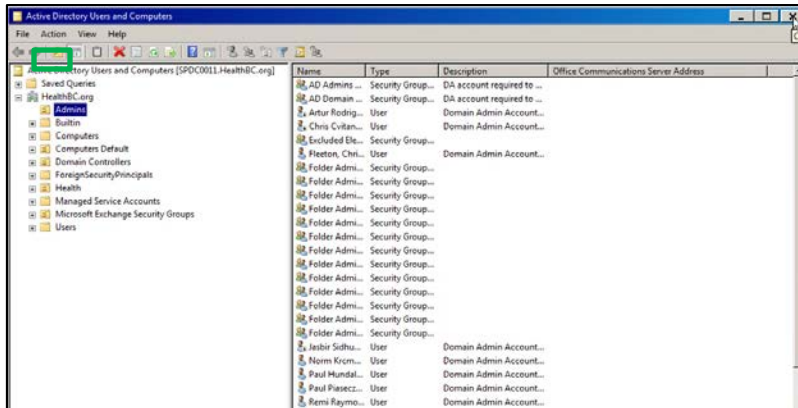 Active Directory Users and Computers
File Action View Help
Active Directory Users and Computers [SPDC0011.HealthBC.org]
Saved Queries
HealthBC.org
Admins
Builtin
Computers
Computers Default
Domain Controllers
ForeignSecurityPrincipals
Health
Managed Service Accounts
Microsoft Exchange Security Groups
Users
Name Type Description Office Communications Server Address
AD Admins ... Security Group... DA account required to ...
AD Domain ... Security Group... DA account required to ...
Artur Rodrig... User Domain Admin Account...
Chris Cvitan... User Domain Admin Account...
Excluded Ele... Security Group...
Fleeton, Chri... User Domain Admin Account...
Folder Admi... Security Group...
Folder Admi... Security Group...
Folder Admi... Security Group...
Folder Admi... Security Group...
Folder Admi... Security Group...
Folder Admi... Security Group...
Folder Admi... Security Group...
Folder Admi... Security Group...
Folder Admi... Security Group...
Folder Admi... Security Group...
Folder Admi... Security Group...
Folder Admi... Security Group...
Folder Admi... Security Group...
Jasbir Sidhu... User Domain Admin Account...
Norm Krcm... User Domain Admin Account...
Paul Hundal... User Domain Admin Account...
Paul Piasecz... User Domain Admin Account...
Remi Raymo... User Domain Admin Account...